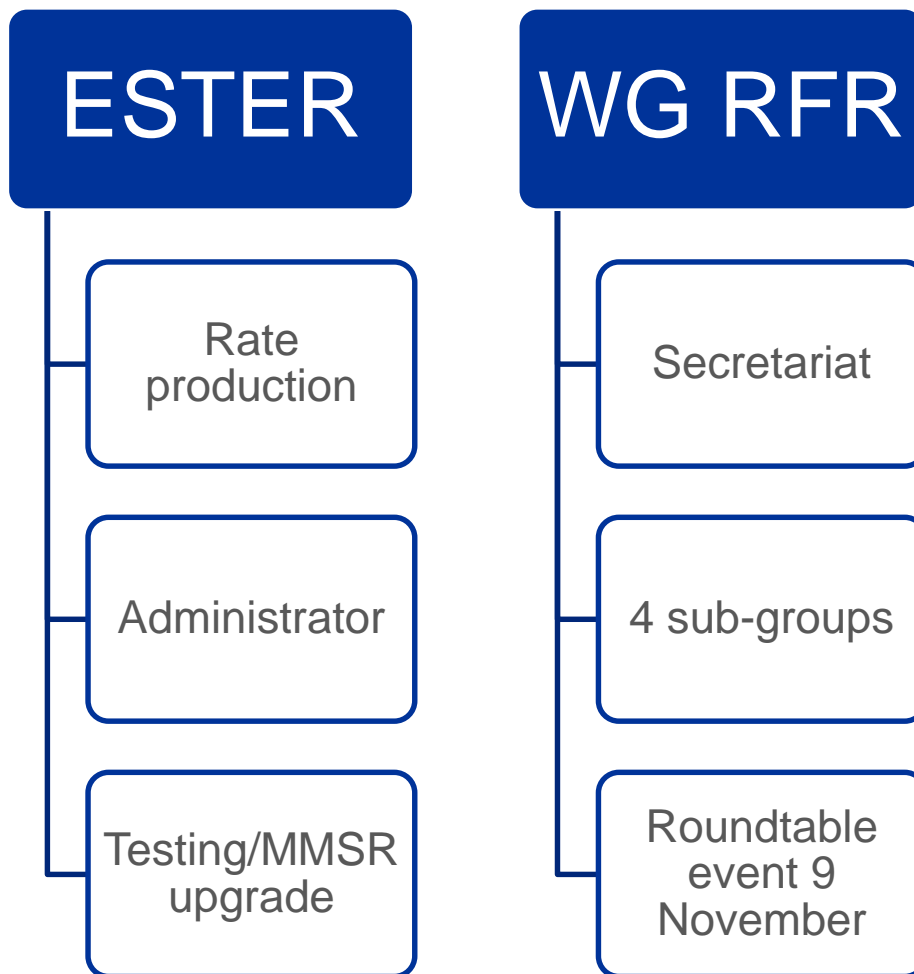 ESTER
Rate
production
Administrator
Testing/MMSR
upgrade
WG RFR
Secretariat
4 sub-groups
Roundtable
event 9
November